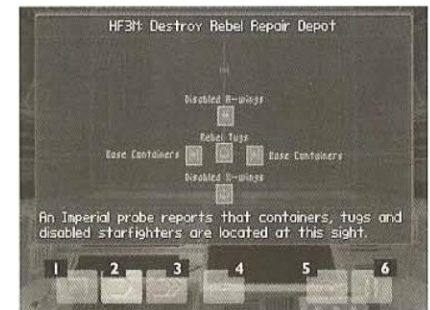 HF3M: Destroy Rebel Repair Depot
Disabled A-wings
Rebel Tugs
Base Containers Base Containers
Disabled X-wings
An Imperial probe reports that containers, tugs and
disabled starfighters are located at this sight.
1 2 3 4 5 6